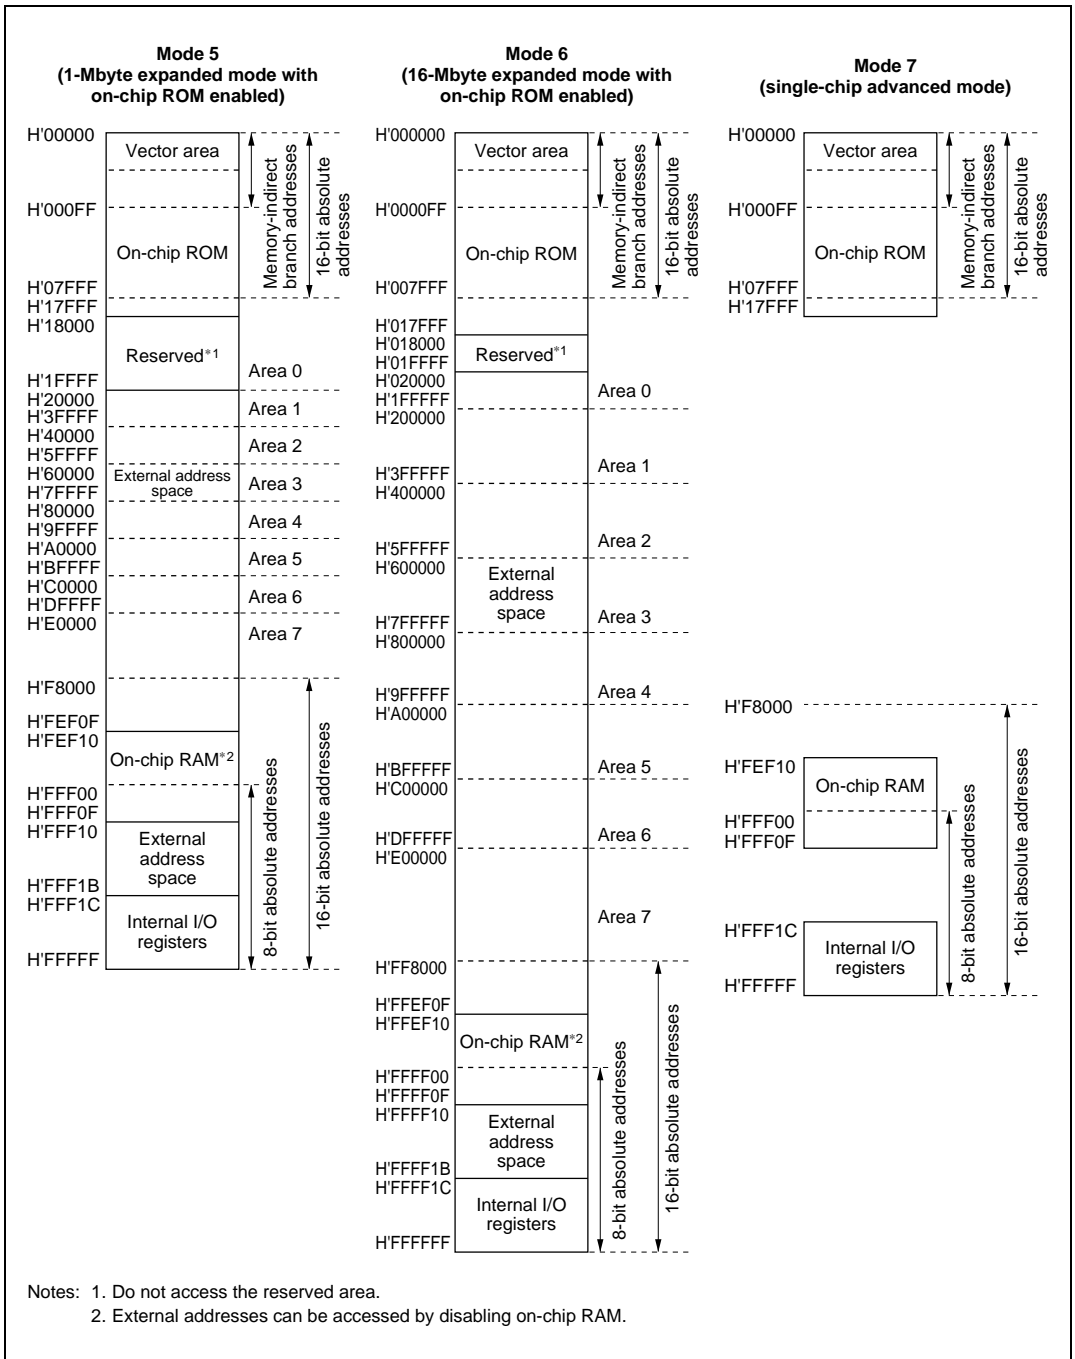 Mode 5
(1-Mbyte expanded mode with
on-chip ROM enabled)
H'00000
Vector area
H'000FF
On-chip ROM
H'07FFF
H'17FFF
H'18000
Reserved*1
H'1FFFF
H'20000
H'3FFFF
H'40000
H'5FFFF
H'60000
H'7FFFF
H'80000
H'9FFFF
H'A0000
H'BFFFF
H'C0000
H'DFFFF
H'E0000
External address
space
Area 0
Area 1
Area 2
Area 3
Area 4
Area 5
Area 6
Area 7
H'F8000
H'FEF0F
H'FEF10
On-chip RAM*2
H'FFF00
H'FFF0F
H'FFF10
External
address
space
H'FFF1B
H'FFF1C
Internal I/O
registers
H'FFFFF
Memory-indirect
branch addresses
16-bit absolute
addresses
8-bit absolute addresses
16-bit absolute addresses
Mode 6
(16-Mbyte expanded mode with
on-chip ROM enabled)
H'000000
Vector area
H'0000FF
On-chip ROM
H'007FFF
H'017FFF
H'018000
Reserved*1
H'01FFFF
H'020000
H'1FFFFF
H'200000
H'3FFFFF
H'400000
H'5FFFFF
H'600000
H'7FFFFF
H'800000
H'9FFFFF
H'A00000
H'BFFFFF
H'C00000
H'DFFFFF
H'E00000
External
address
space
Area 0
Area 1
Area 2
Area 3
Area 4
Area 5
Area 6
Area 7
H'FF8000
H'FFEF0F
H'FFEF10
On-chip RAM*2
H'FFFF00
H'FFFF0F
H'FFFF10
External
address
space
H'FFFF1B
H'FFFF1C
Internal I/O
registers
H'FFFFFF
Memory-indirect
branch addresses
16-bit absolute
addresses
8-bit absolute addresses
16-bit absolute addresses
Mode 7
(single-chip advanced mode)
H'00000
Vector area
H'000FF
On-chip ROM
H'07FFF
H'17FFF
Memory-indirect
branch addresses
16-bit absolute
addresses
H'F8000
H'FEF10
On-chip RAM
H'FFF00
H'FFF0F
H'FFF1C
Internal I/O
registers
H'FFFFF
8-bit absolute addresses
16-bit absolute addresses
Notes: 1. Do not access the reserved area.
2. External addresses can be accessed by disabling on-chip RAM.